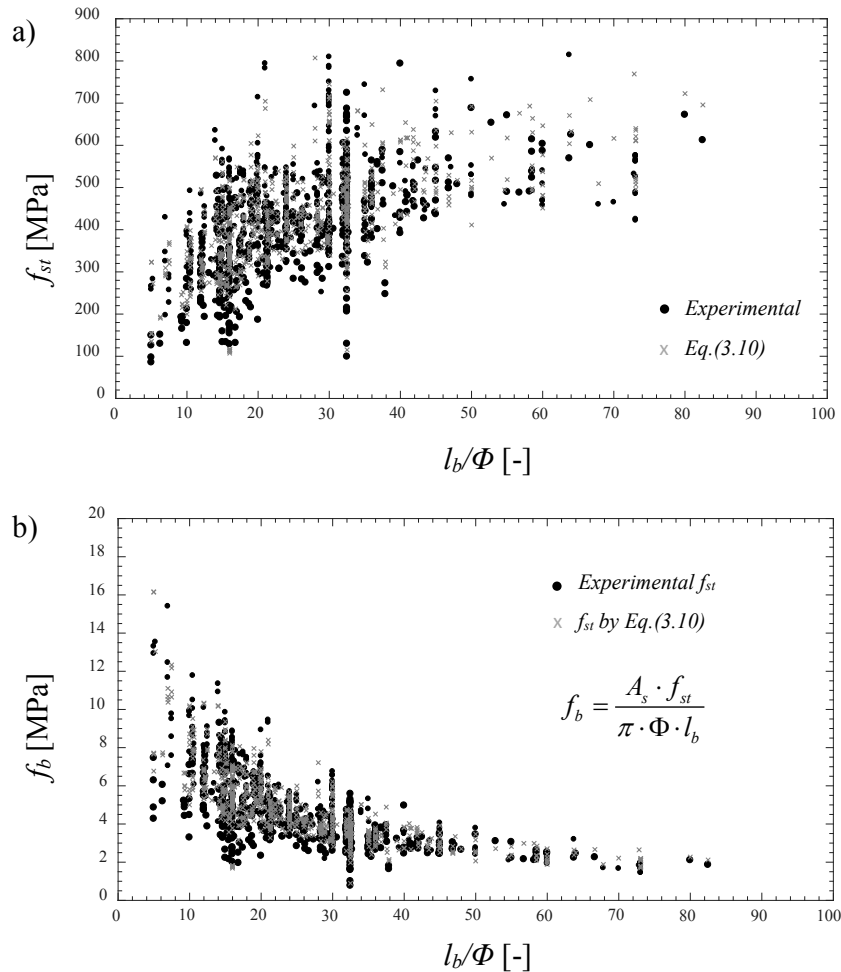 a)
900
800
700
600
500
400
300
200
100
0
f_st [MPa]
Experimental
Eq.(3.10)
0 10 20 30 40 50 60 70 80 90 100
l_b/Φ [-]
b)
20
18
16
14
12
10
8
6
4
2
0
f_b [MPa]
Experimental f_st
f_st by Eq.(3.10)
f_b = A_s · f_st / π · Φ · l_b
0 10 20 30 40 50 60 70 80 90 100
l_b/Φ [-]